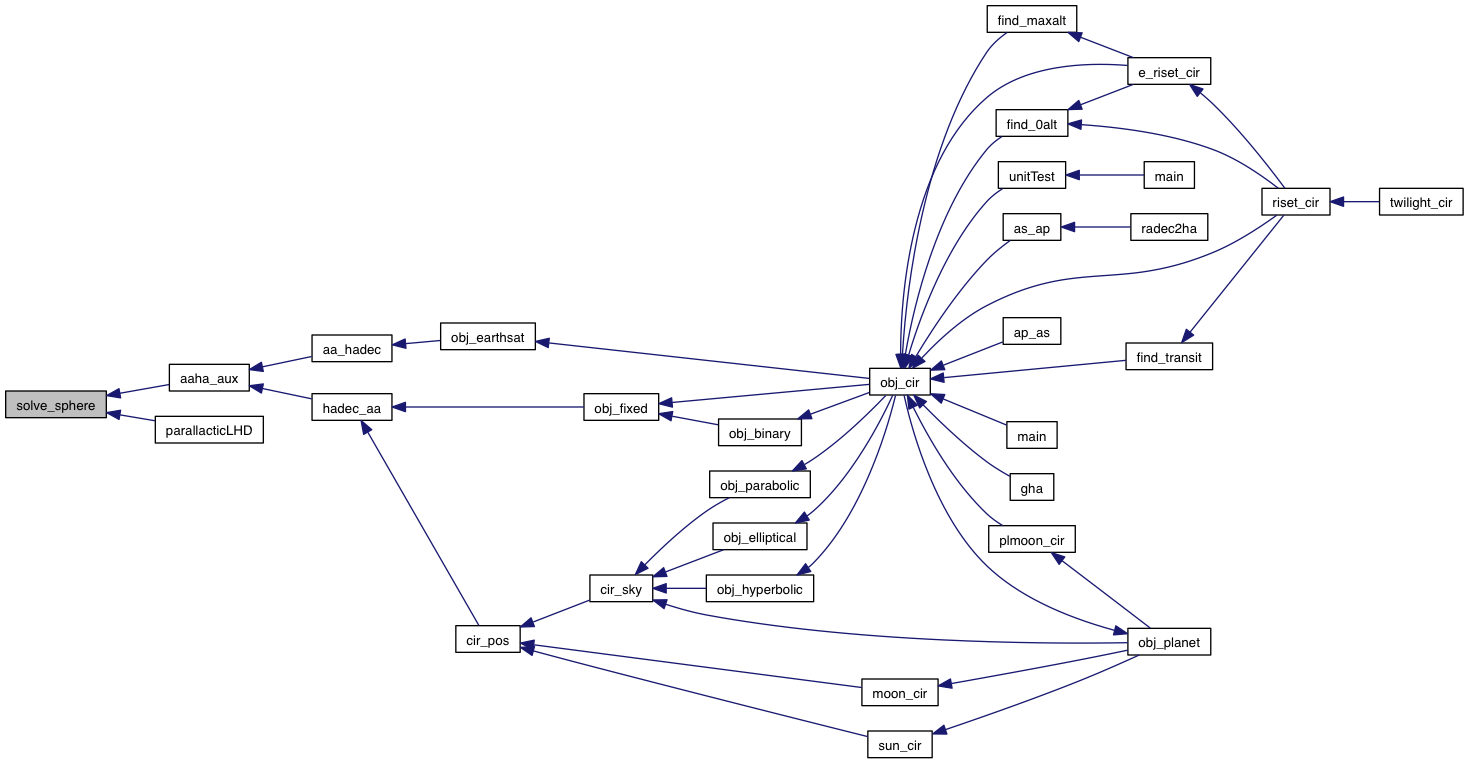 find_maxalt
e_riset_cir
find_0alt
unitTest
main
riset_cir
twilight_cir
as_ap
radec2ha
ap_as
obj_earthsat
aa_hadec
find_transit
aaha_aux
obj_cir
solve_sphere
hadec_aa
obj_fixed
parallacticLHD
obj_binary
main
obj_parabolic
gha
obj_elliptical
plmoon_cir
cir_sky
obj_hyperbolic
cir_pos
obj_planet
moon_cir
sun_cir